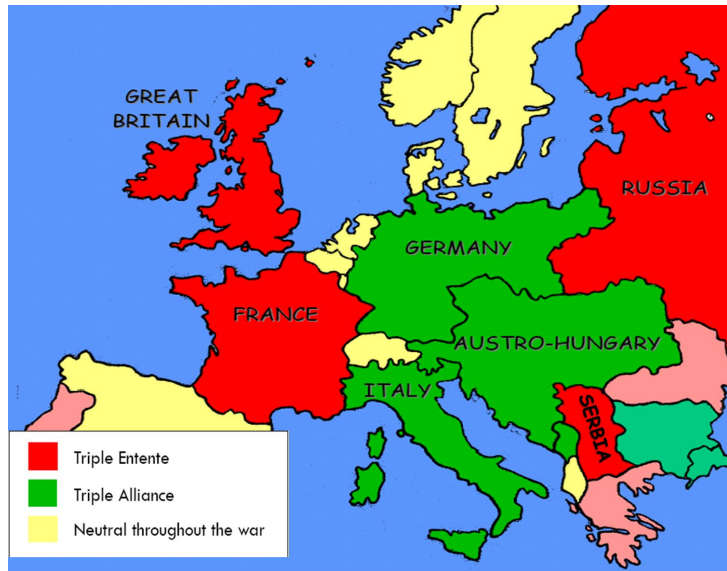 GREAT
BRITAIN
RUSSIA
GERMANY
FRANCE
AUSTRO-HUNGARY
ITALY
SERBIA
Triple Entente
Triple Alliance
Neutral throughout the war